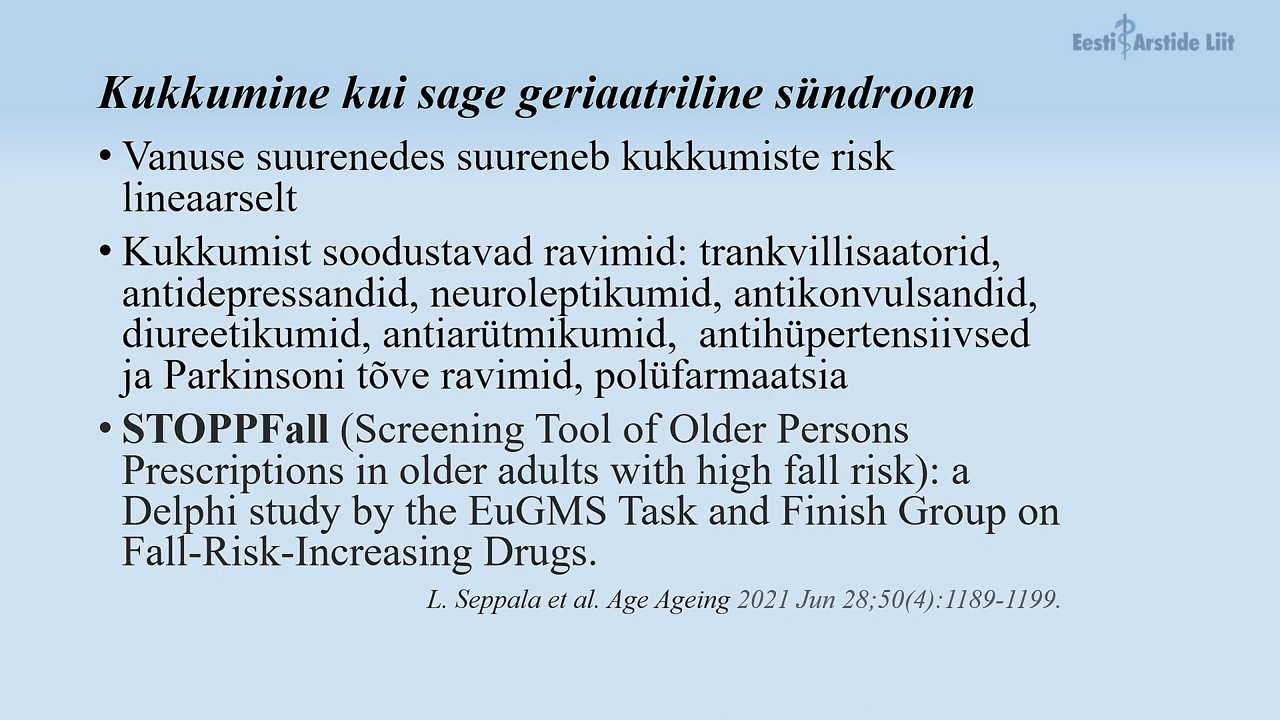 Eesti Arstide Liit
Kukkumine kui sage geriaatriline sündroom
• Vanuse suurenedes suureneb kukkumiste risk
lineaarselt
• Kukkumist soodustavad ravimid: trankvillisaatorid,
antidepressandid, neuroleptikumid, antikonvulsandid,
diureetikumid, antiarütmikumid,  antihüpertensiivsed
ja Parkinsoni tõve ravimid, polüfarmaatsia
• STOPPFall (Screening Tool of Older Persons
Prescriptions in older adults with high fall risk): a
Delphi study by the EuGMS Task and Finish Group on
Fall-Risk-Increasing Drugs.
L. Seppala et al. Age Ageing 2021 Jun 28;50(4):1189-1199.